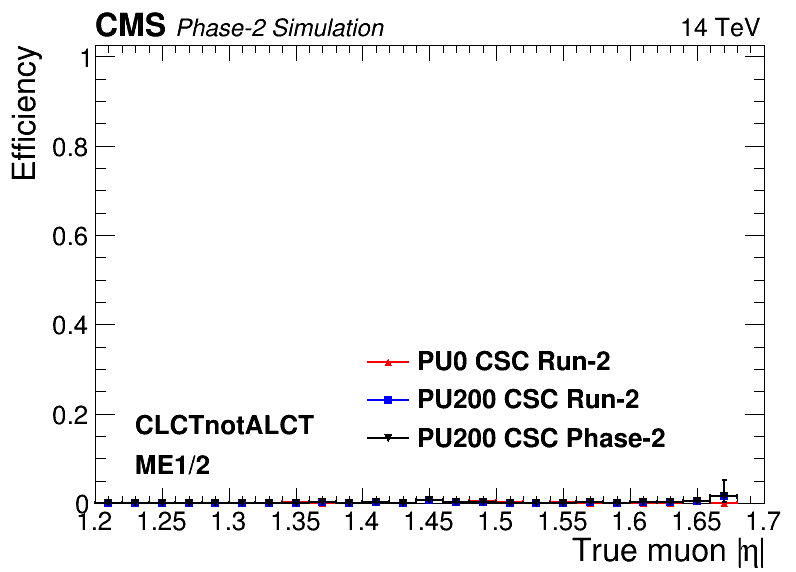 CMS Phase-2 Simulation 14 TeV
Efficiency
1
0.8
0.6
0.4
0.2
0
PU0 CSC Run-2
PU200 CSC Run-2
PU200 CSC Phase-2
CLCTnotALCT
ME1/2
1.2 1.25 1.3 1.35 1.4 1.45 1.5 1.55 1.6 1.65 1.7
True muon |η|